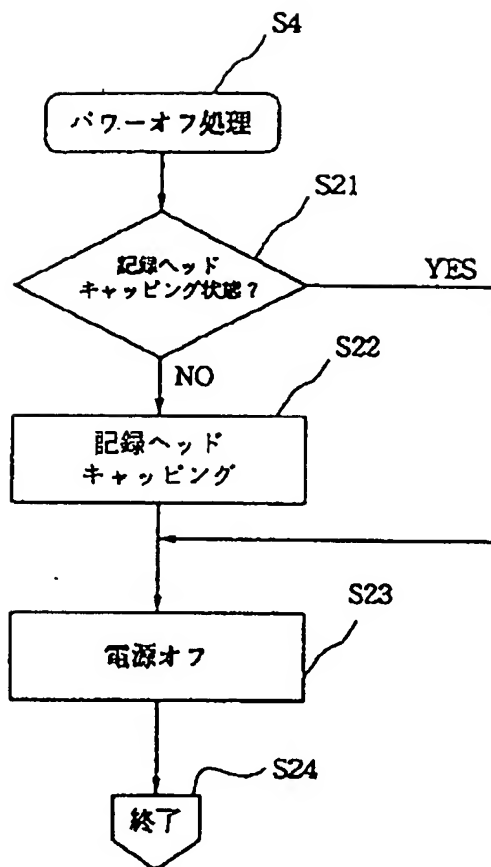 S4
パワーオフ処理
S21
記録ヘッド
キャッピング状態?
YES
NO
S22
記録ヘッド
キャッピング
S23
電源オフ
S24
終了